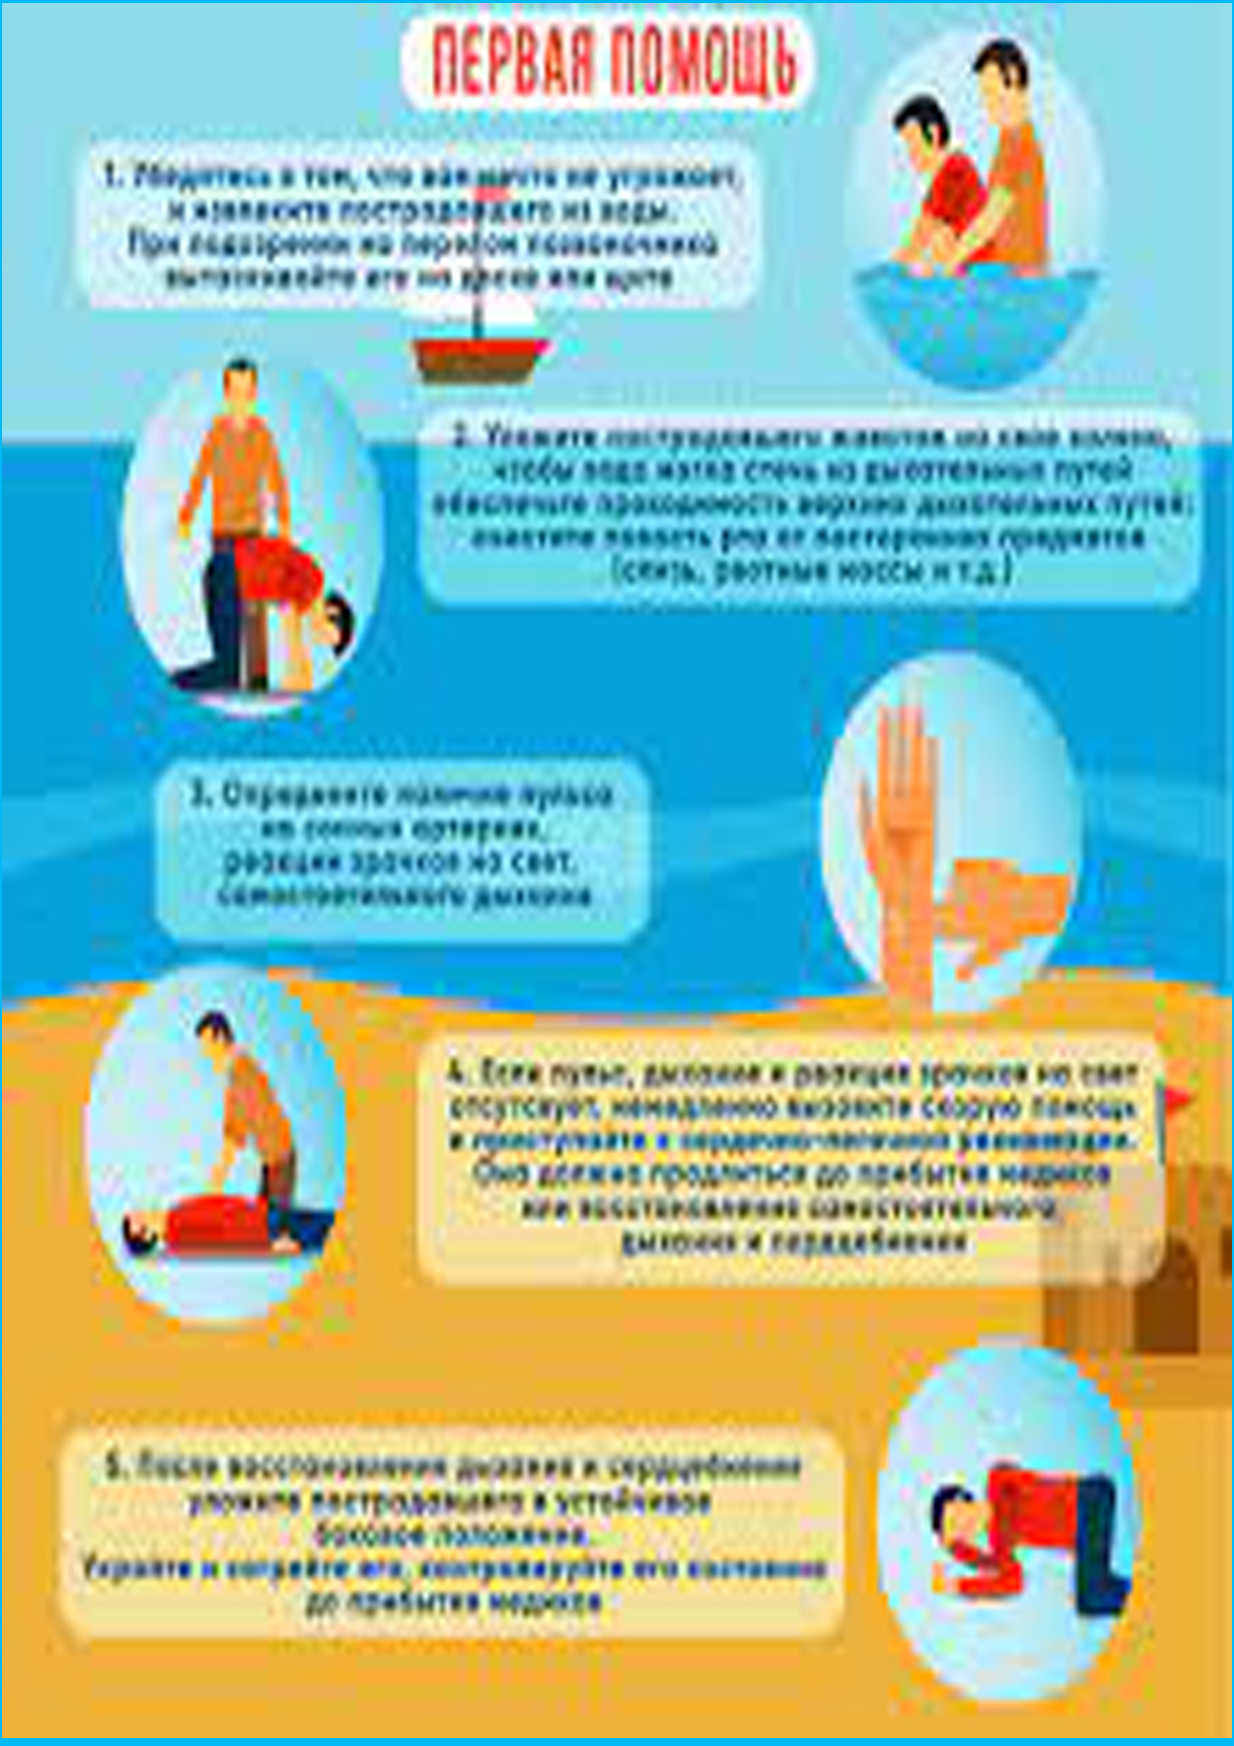 ПЕРВАЯ ПОМОЩЬ
1. Убедитесь в том, что вам ничто не угрожает,
и извлеките пострадавшего из воды.
При подозрении на перелом позвоночника
вытаскивайте его на доске или щите
2. Уложите пострадавшего животом на свое колено,
чтобы вода могла стечь из дыхательных путей
обеспечьте проходимость верхних дыхательных путей:
очистите полость рта от посторонних предметов
(слизь, рвотные массы и т.д.)
3. Определите наличие пульса
на сонных артериях,
реакции зрачков на свет,
самостоятельного дыхания
4. Если пульс, дыхание и реакция зрачков на свет
отсутсвует, немедленно вызовите скорую помощь
и приступайте к сердечно-легочной реанимации.
Она должна продлиться до прибытия медиков
или восстановления самостоятельного
дыхания и сердцебиения
5. После восстановления дыхания и сердцебиения
уложите пострадавшего в устойчивое
боковое положение.
Укройте и согрейте его, контролируйте его состояние
до прибытия медиков